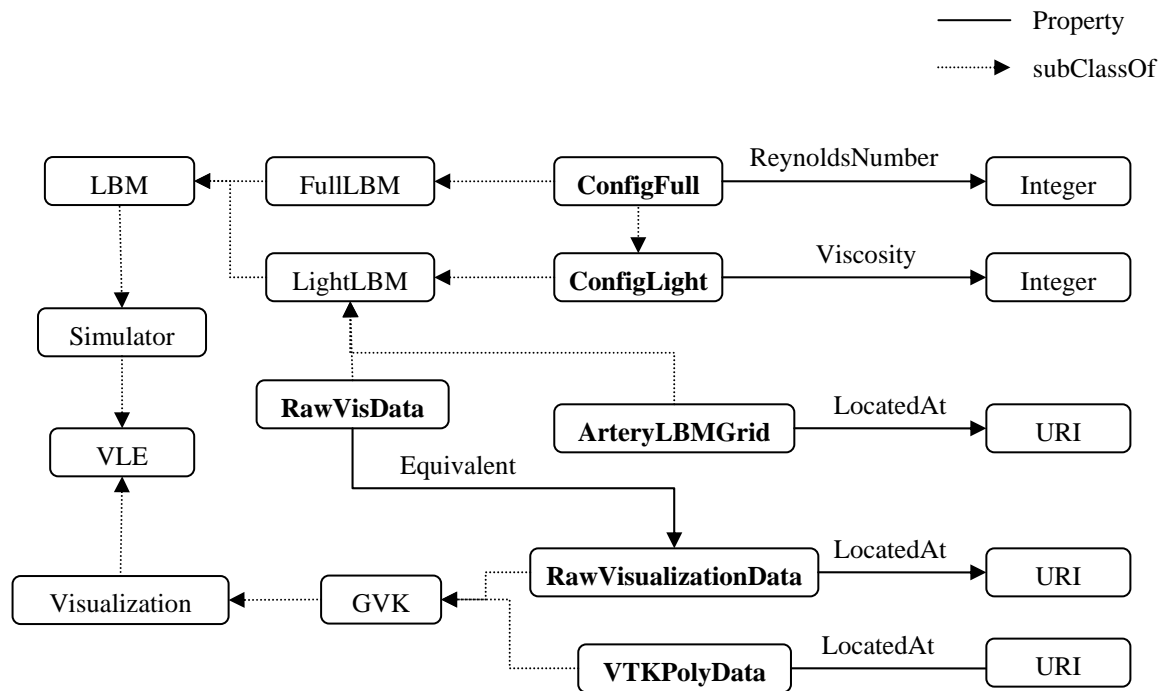 Property
subClassOf
ReynoldsNumber
LBM
FullLBM
ConfigFull
Integer
Viscosity
LightLBM
ConfigLight
Integer
Simulator
RawVisData
LocatedAt
ArteryLBMGrid
URI
VLE
Equivalent
LocatedAt
RawVisualizationData
URI
Visualization
GVK
LocatedAt
VTKPolyData
URI